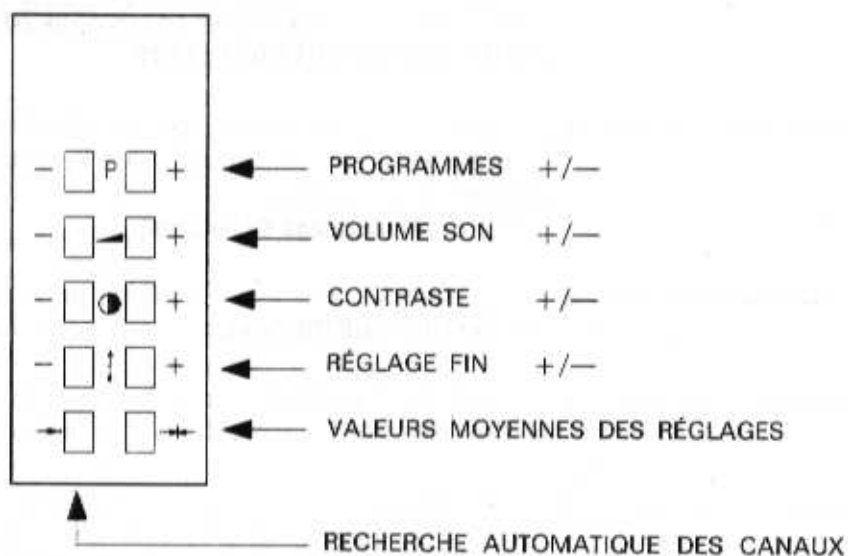 − P + PROGRAMMES +/—
− + VOLUME SON +/—
− + CONTRASTE +/—
− + RÉGLAGE FIN +/—
VALEURS MOYENNES DES RÉGLAGES
RECHERCHE AUTOMATIQUE DES CANAUX